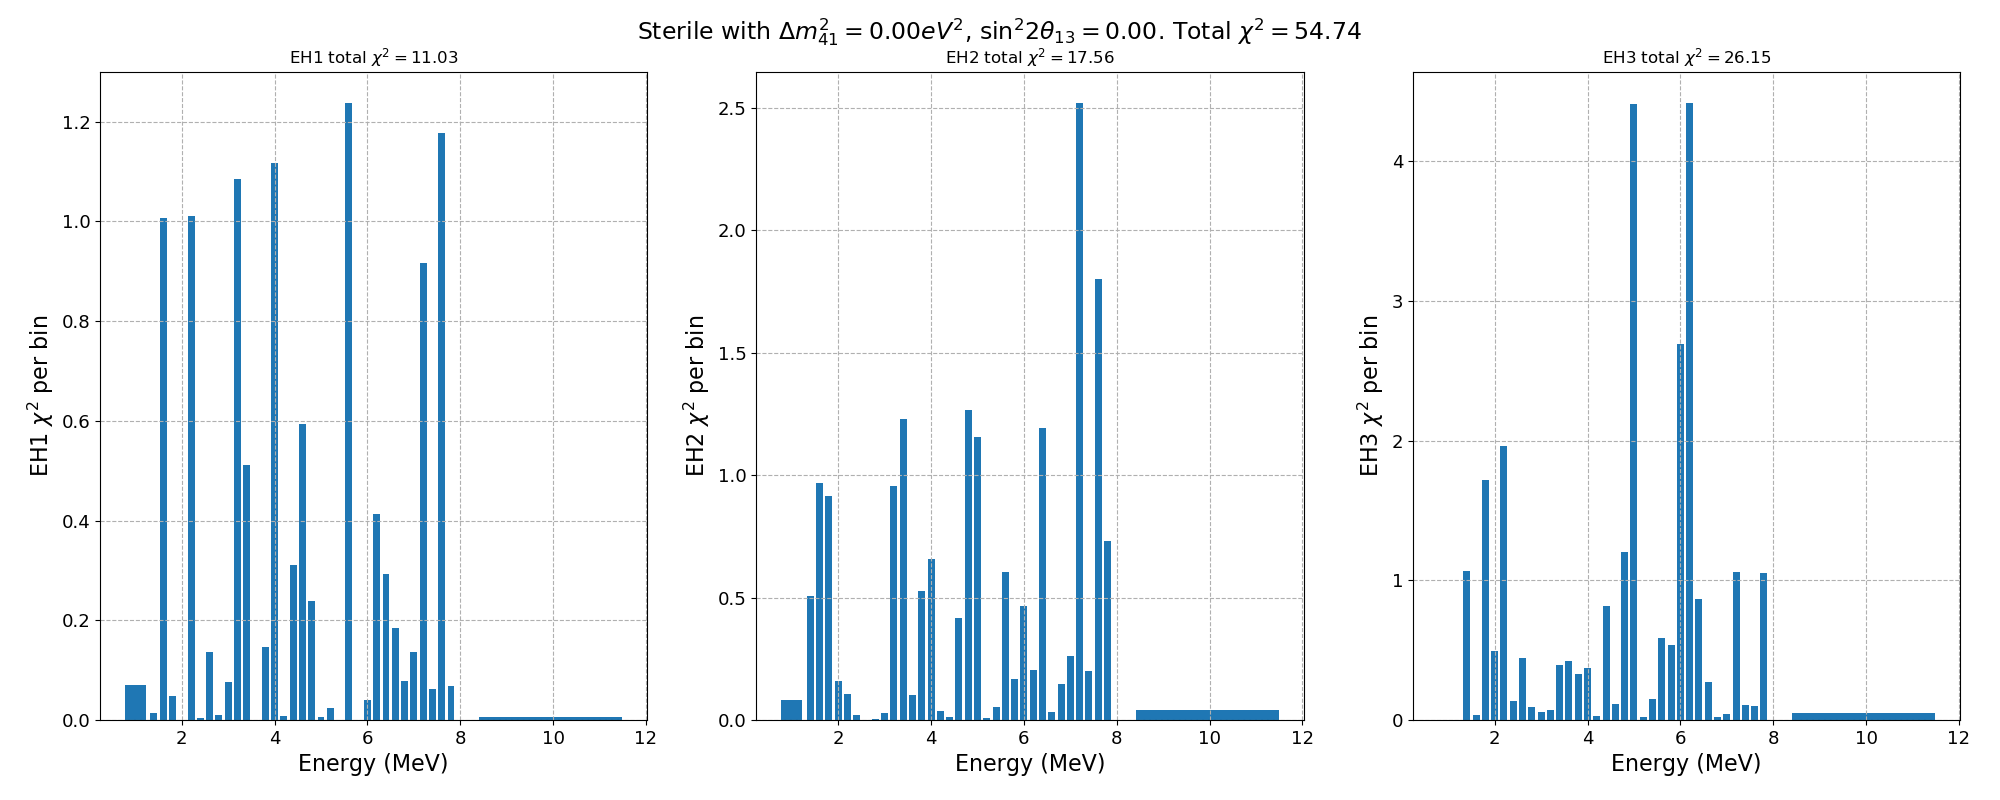 Sterile with Δm²₄₁ = 0.00eV², sin²2θ₁₃ = 0.00. Total χ² = 54.74
EH1 total χ² = 11.03
EH1 χ² per bin
1.2
1.0
0.8
0.6
0.4
0.2
0.0
2 4 6 8 10 12
Energy (MeV)
EH2 total χ² = 17.56
EH2 χ² per bin
2.5
2.0
1.5
1.0
0.5
0.0
2 4 6 8 10 12
Energy (MeV)
EH3 total χ² = 26.15
EH3 χ² per bin
4
3
2
1
0
2 4 6 8 10 12
Energy (MeV)